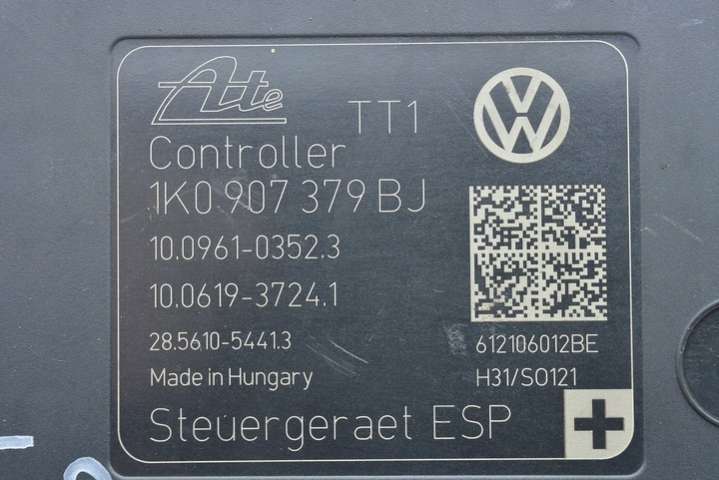 Ate
TT1
Controller
1K0 907 379 BJ
10.0961-0352.3
10.0619-3724.1
28.5610-5441.3
612106012BE
Made in Hungary
H31/SO121
Steuergeraet ESP